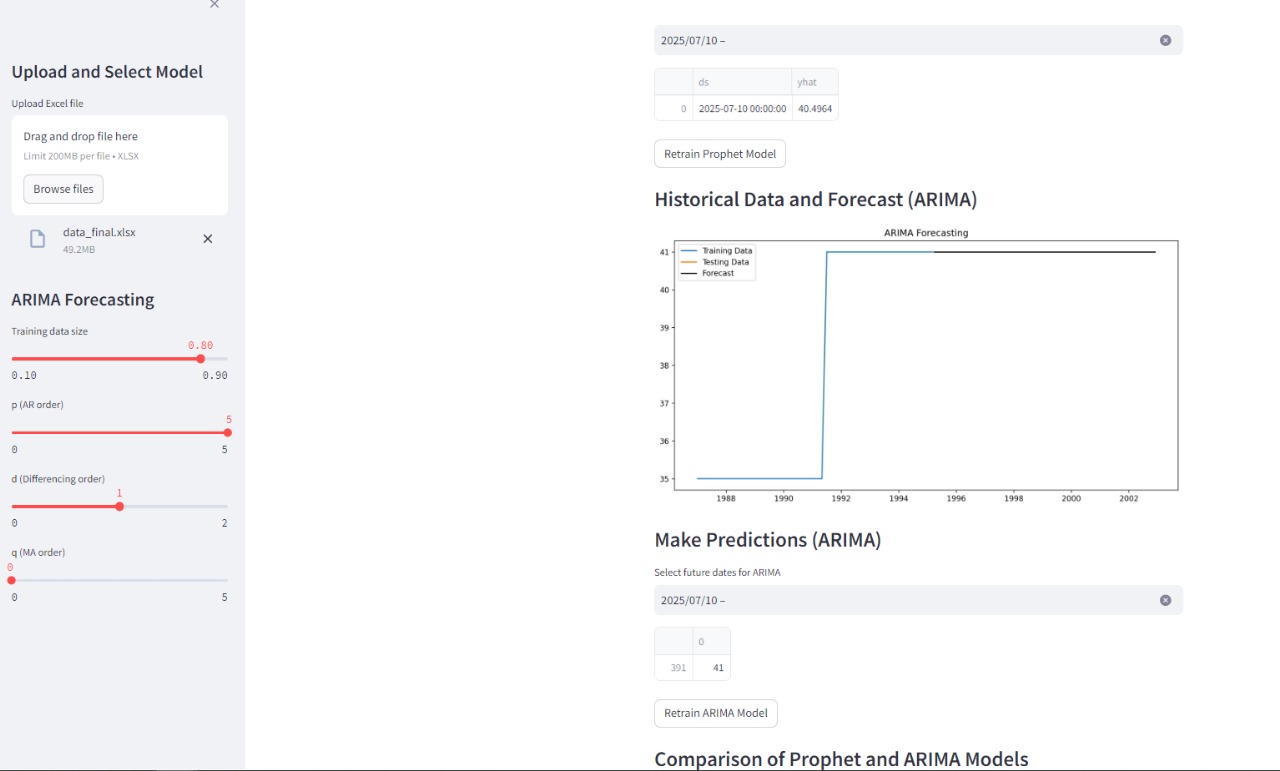 ×
Upload and Select Model
Upload Excel file
Drag and drop file here
Limit 200MB per file • XLSX
Browse files
data_final.xlsx
49.2MB
×
ARIMA Forecasting
Training data size
0.80
0.10 0.90
p (AR order)
5
0 5
d (Differencing order)
1
0 2
q (MA order)
0
0 5
2025/07/10 –
ds yhat
0 2025-07-10 00:00:00 40.4964
Retrain Prophet Model
Historical Data and Forecast (ARIMA)
ARIMA Forecasting
Training Data
Testing Data
Forecast
41
40
39
38
37
36
35
1988 1990 1992 1994 1996 1998 2000 2002
Make Predictions (ARIMA)
Select future dates for ARIMA
2025/07/10 –
0
391 41
Retrain ARIMA Model
Comparison of Prophet and ARIMA Models